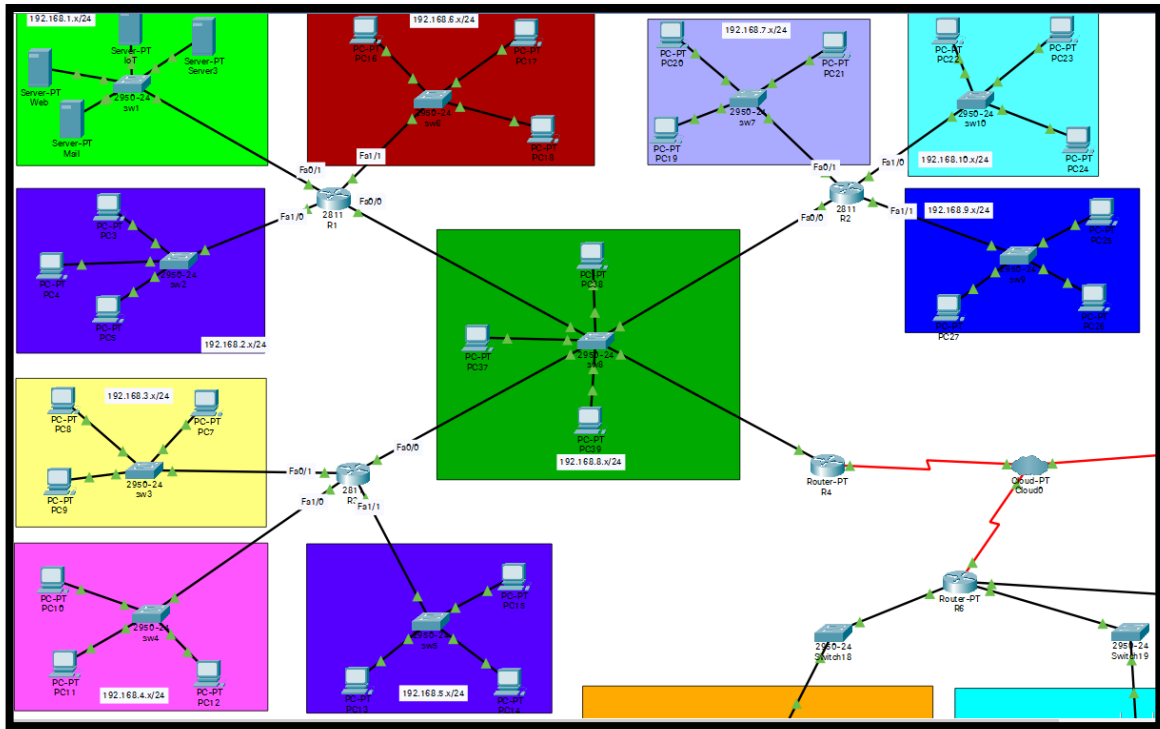 192.168.1.x/24
Server-PT
IoT
Server-PT
Server3
Server-PT
Web
2950-24
sw1
Server-PT
Mail
192.168.6.x/24
PC-PT
PC16
PC-PT
PC17
2950-24
sw6
PC-PT
PC18
192.168.7.x/24
PC-PT
PC20
PC-PT
PC21
2950-24
sw7
PC-PT
PC19
PC-PT
PC22
PC-PT
PC23
2950-24
sw10
PC-PT
PC24
192.168.10.x/24
Fa0/1
Fa1/1
Fa1/0
Fa0/0
2811
R1
Fa0/1
Fa1/0
Fa0/0
Fa1/1
2811
R2
PC-PT
PC3
PC-PT
PC4
2950-24
sw2
PC-PT
PC5
192.168.2.x/24
PC-PT
PC38
PC-PT
PC37
2950-24
sw8
PC-PT
PC39
192.168.8.x/24
192.168.9.x/24
PC-PT
2950-24
sw9
PC-PT
PC27
PC-PT
PC26
192.168.3.x/24
PC-PT
PC8
PC-PT
PC7
2950-24
sw3
PC-PT
PC9
Fa0/0
Fa0/1
Fa1/0
Fa1/1
Router-PT
R4
Cloud-PT
Cloud0
Router-PT
R6
2950-24
Switch18
2950-24
Switch19
PC-PT
PC10
2950-24
sw4
PC-PT
PC11
PC-PT
PC12
192.168.4.x/24
PC-PT
PC15
2950-24
sw5
PC-PT
PC13
PC-PT
PC14
192.168.5.x/24